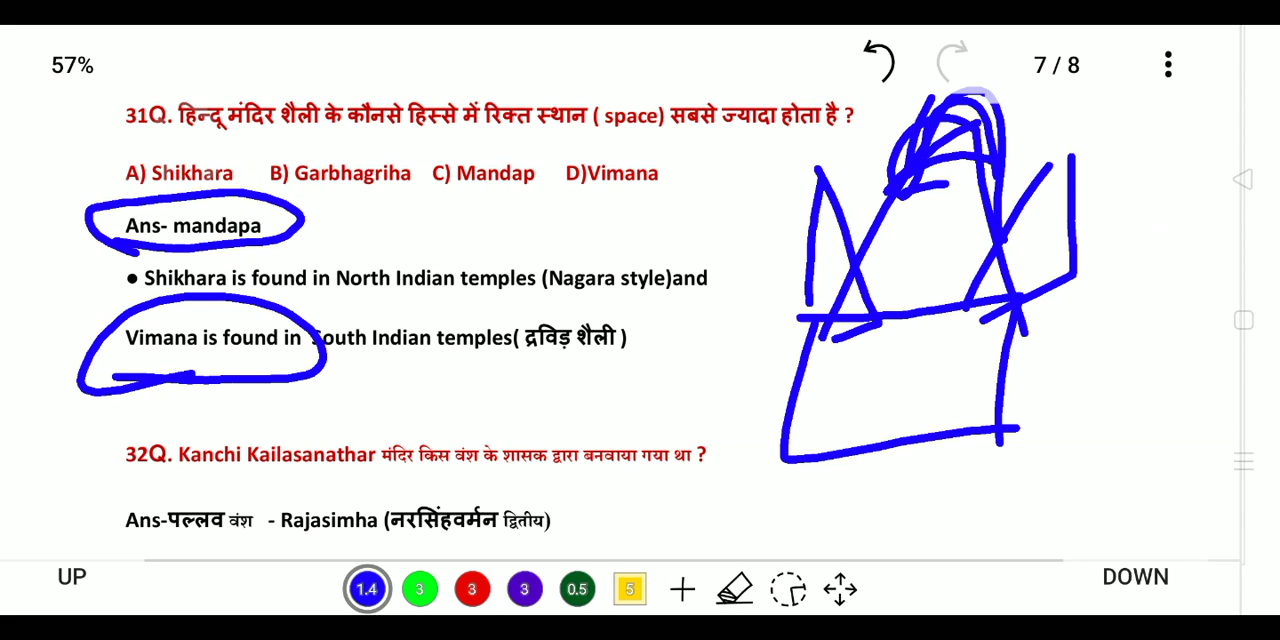 57%
7 / 8
31Q. हिन्दू मंदिर शैली के कौनसे हिस्से में रिक्त स्थान ( space) सबसे ज्यादा होता है ?
A) Shikhara B) Garbhagriha C) Mandap D)Vimana
Ans- mandapa
● Shikhara is found in North Indian temples (Nagara style)and
Vimana is found in South Indian temples( द्रविड़ शैली )
32Q. Kanchi Kailasanathar मंदिर किस वंश के शासक द्वारा बनवाया गया था ?
Ans-पल्लव वंश - Rajasimha (नरसिंहवर्मन द्वितीय)
UP
DOWN
1.4 3 3 3 0.5 5